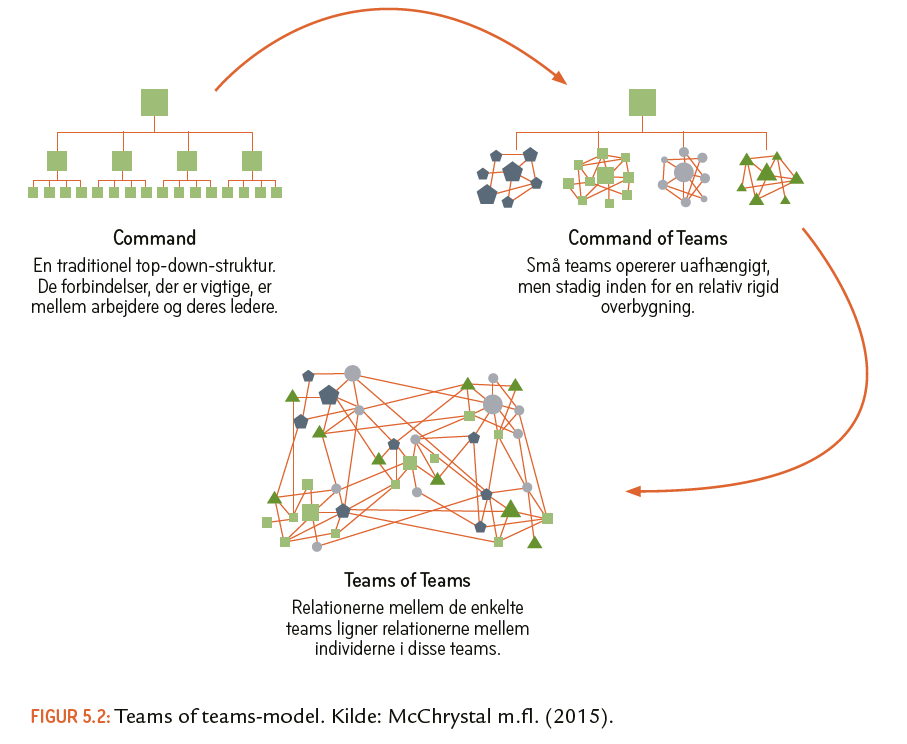 Command
En traditionel top-down-struktur.
De forbindelser, der er vigtige, er
mellem arbejdere og deres ledere.
Command of Teams
Små teams opererer uafhængigt,
men stadig inden for en relativ rigid
overbygning.
Teams of Teams
Relationerne mellem de enkelte
teams ligner relationerne mellem
individerne i disse teams.
FIGUR 5.2: Teams of teams-model. Kilde: McChrystal m.fl. (2015).